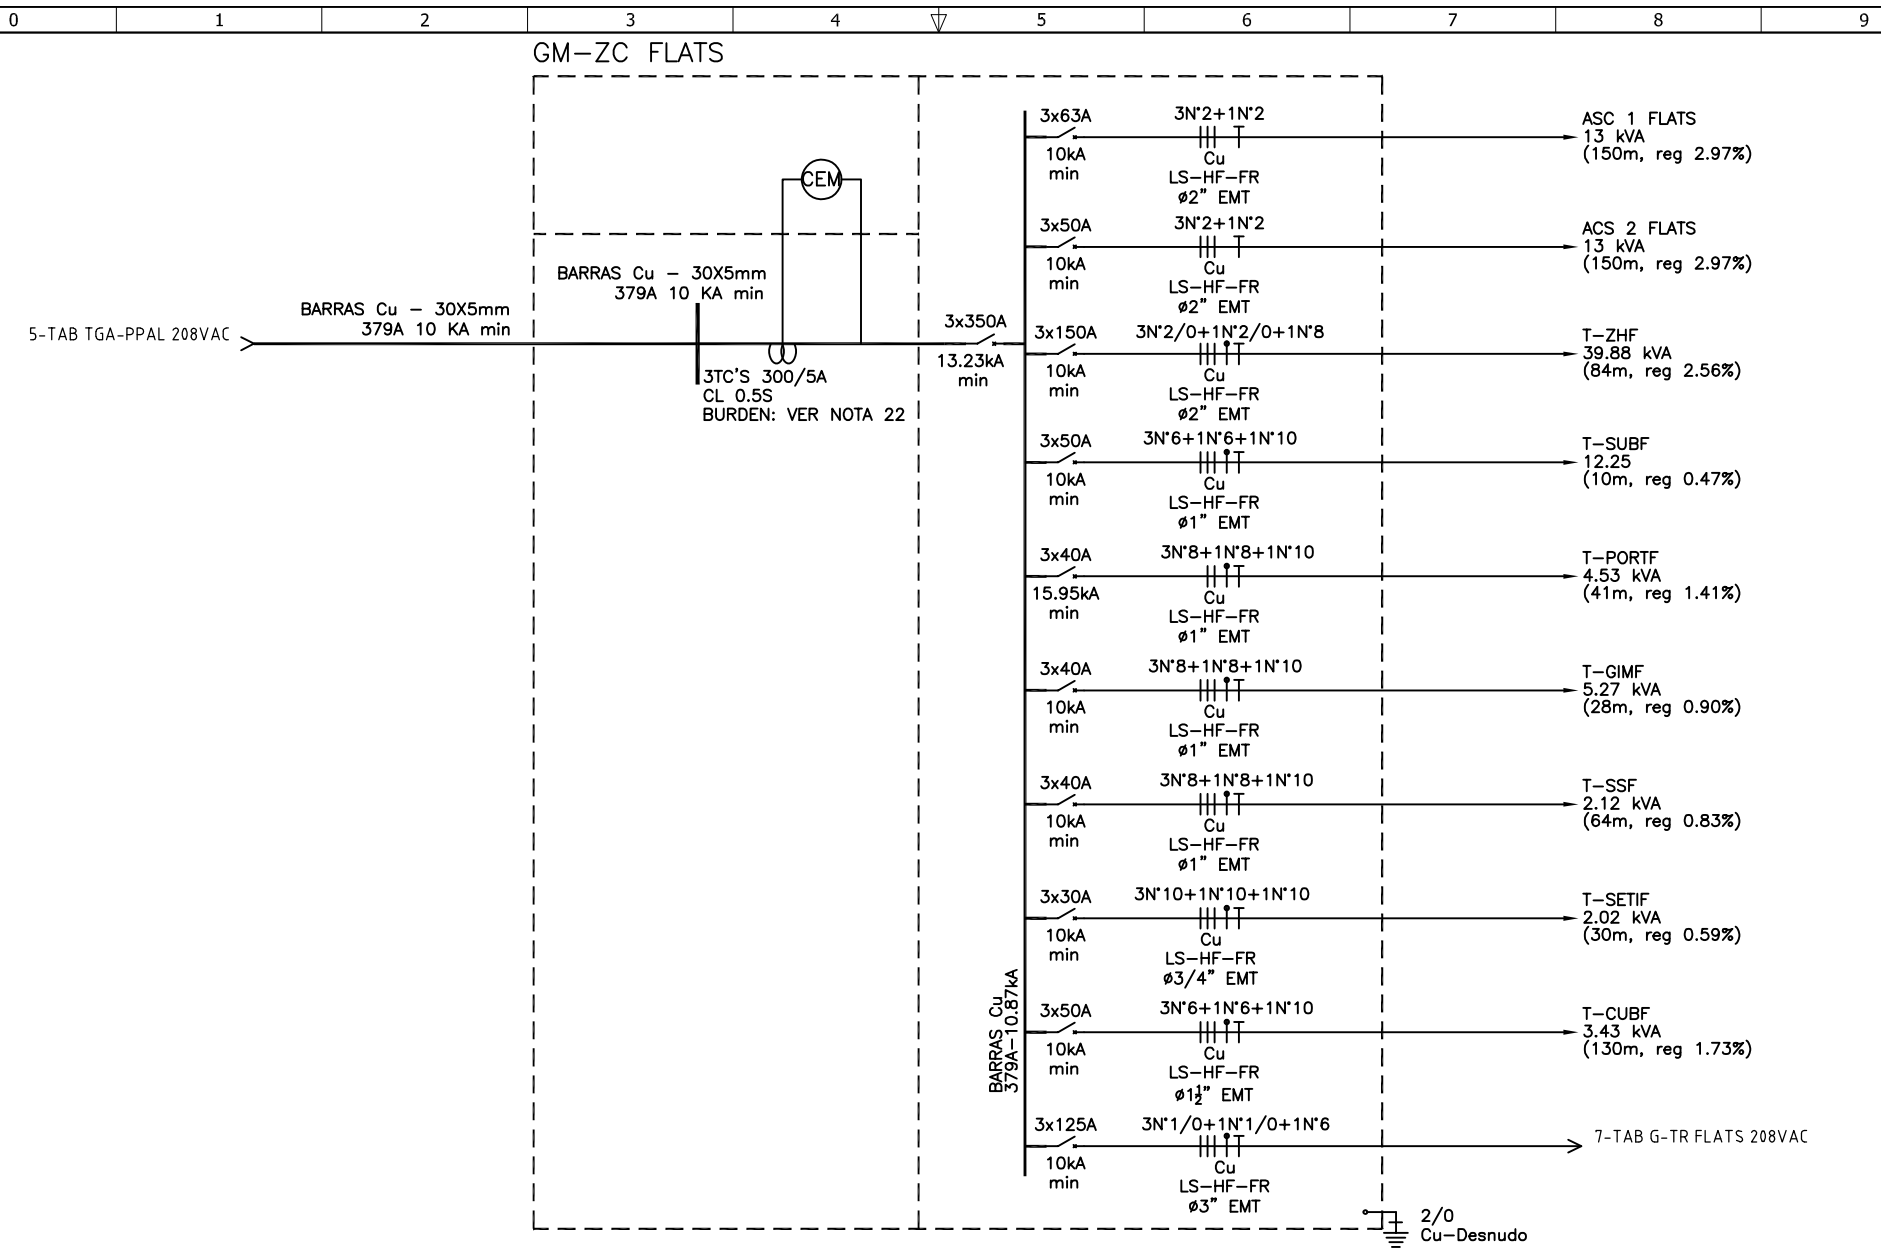 0 1 2 3 4 5 6 7 8 9
GM-ZC FLATS
CEM
BARRAS Cu - 30X5mm
379A 10 KA min
BARRAS Cu - 30X5mm
379A 10 KA min
5-TAB TGA-PPAL 208VAC
3TC'S 300/5A
CL 0.5S
BURDEN: VER NOTA 22
3x350A
13.23kA
min
BARRAS Cu
379A-10.87kA
3x63A
10kA
min
3N°2+1N°2
Cu
LS-HF-FR
ø2" EMT
ASC 1 FLATS
13 kVA
(150m, reg 2.97%)
3x50A
10kA
min
3N°2+1N°2
Cu
LS-HF-FR
ø2" EMT
ACS 2 FLATS
13 kVA
(150m, reg 2.97%)
3x150A
10kA
min
3N°2/0+1N°2/0+1N°8
Cu
LS-HF-FR
ø2" EMT
T-ZHF
39.88 kVA
(84m, reg 2.56%)
3x50A
10kA
min
3N°6+1N°6+1N°10
Cu
LS-HF-FR
ø1" EMT
T-SUBF
12.25
(10m, reg 0.47%)
3x40A
15.95kA
min
3N°8+1N°8+1N°10
Cu
LS-HF-FR
ø1" EMT
T-PORTF
4.53 kVA
(41m, reg 1.41%)
3x40A
10kA
min
3N°8+1N°8+1N°10
Cu
LS-HF-FR
ø1" EMT
T-GIMF
5.27 kVA
(28m, reg 0.90%)
3x40A
10kA
min
3N°8+1N°8+1N°10
Cu
LS-HF-FR
ø1" EMT
T-SSF
2.12 kVA
(64m, reg 0.83%)
3x30A
10kA
min
3N°10+1N°10+1N°10
Cu
LS-HF-FR
ø3/4" EMT
T-SETIF
2.02 kVA
(30m, reg 0.59%)
3x50A
10kA
min
3N°6+1N°6+1N°10
Cu
LS-HF-FR
ø1½" EMT
T-CUBF
3.43 kVA
(130m, reg 1.73%)
3x125A
10kA
min
3N°1/0+1N°1/0+1N°6
Cu
LS-HF-FR
ø3" EMT
7-TAB G-TR FLATS 208VAC
2/0
Cu-Desnudo